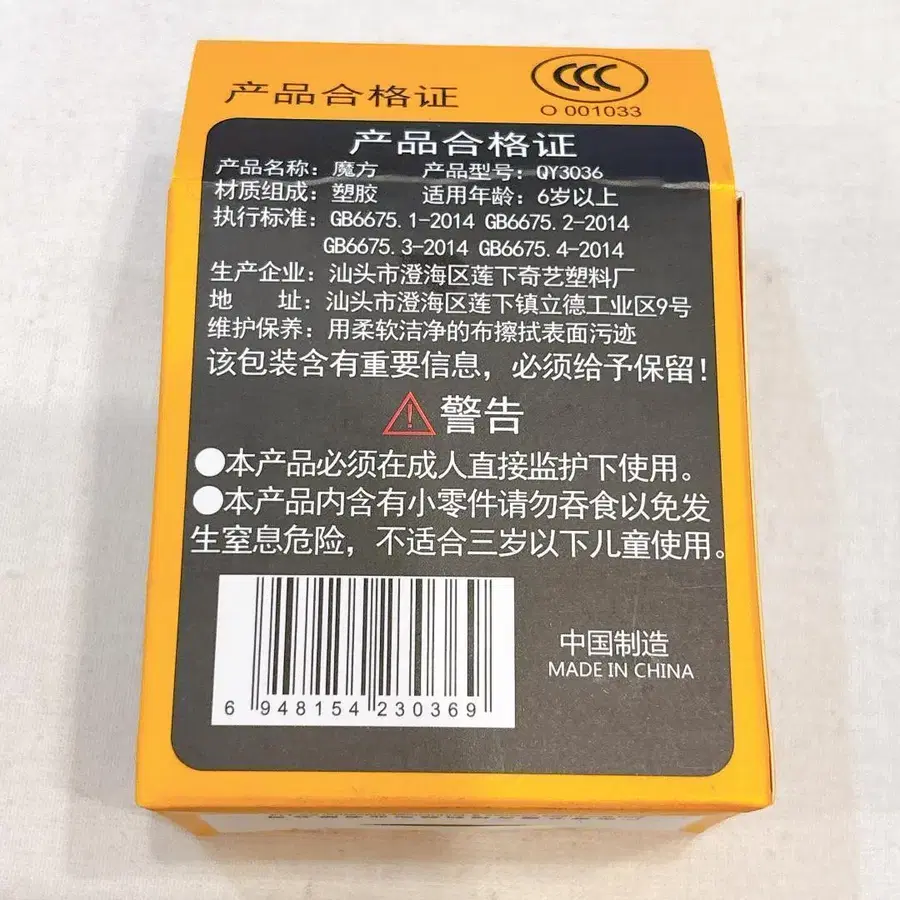 产品合格证
CCC
O 001033
产品合格证
产品名称：魔方 产品型号：QY3036
材质组成：塑胶 适用年龄：6岁以上
执行标准：GB6675.1-2014 GB6675.2-2014
GB6675.3-2014 GB6675.4-2014
生产企业：汕头市澄海区莲下奇艺塑料厂
地 址：汕头市澄海区莲下镇立德工业区9号
维护保养：用柔软洁净的布擦拭表面污迹
该包装含有重要信息，必须给予保留！
警告
●本产品必须在成人直接监护下使用。
●本产品内含有小零件请勿吞食以免发
生窒息危险，不适合三岁以下儿童使用。
中国制造
MADE IN CHINA
6 948154 230369